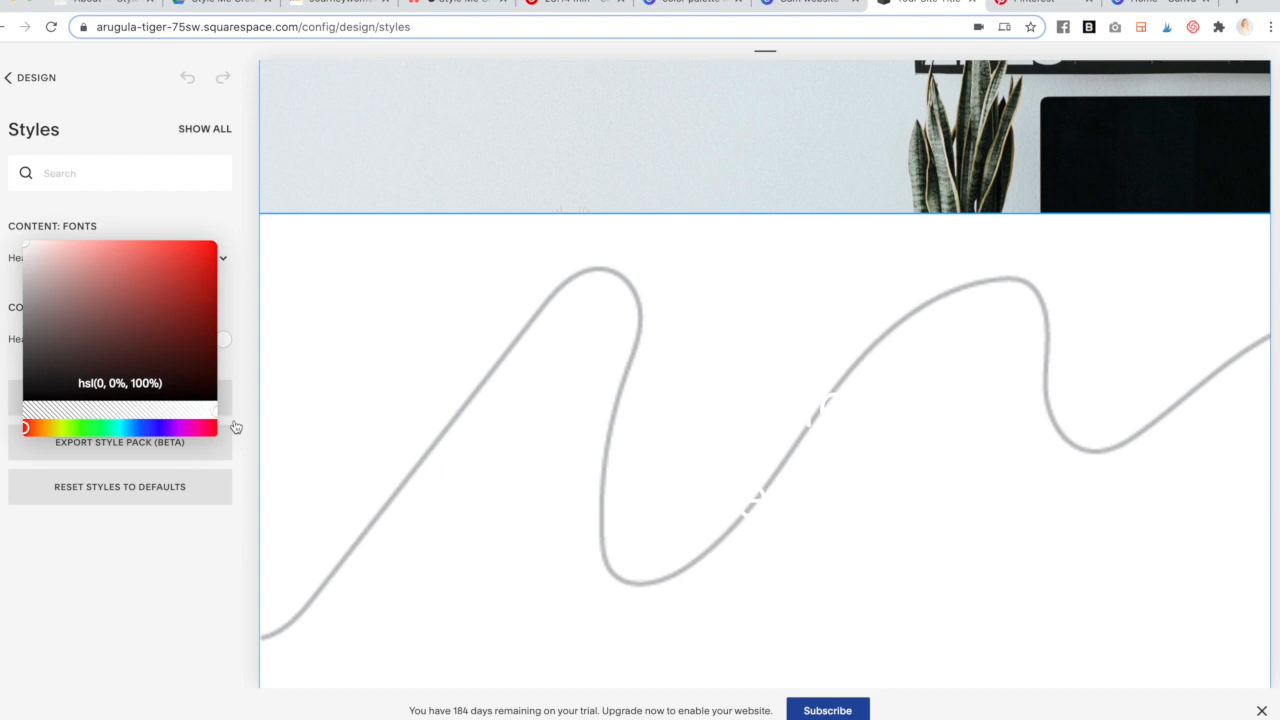 arugula-tiger-75sw.squarespace.com/config/design/styles
DESIGN
Styles
SHOW ALL
Search
CONTENT: FONTS
hsl(0, 0%, 100%)
EXPORT STYLE PACK (BETA)
RESET STYLES TO DEFAULTS
You have 184 days remaining on your trial. Upgrade now to enable your website.
Subscribe